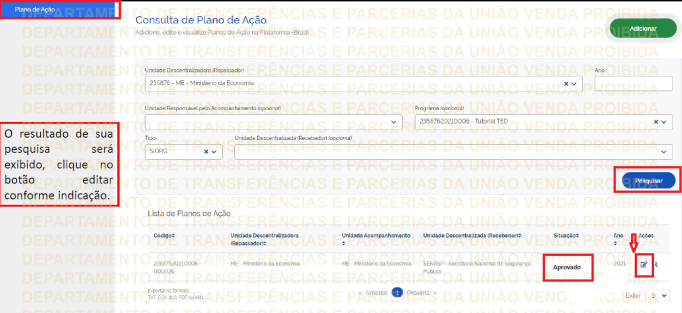 Plano de Ação
Consulta de Plano de Ação
Adicione, edite e visualize Planos de Ação na Plataforma +Brasil
Adicionar
Unidade Descentralizadora (Repassador)
Ano
235876 - ME - Ministério da Economia
Unidade Responsável pelo Acompanhamento (opcional)
Programa (opcional)
23587620210006 - Tutorial TED
Tipo
Unidade Descentralizada (Recebedor) (opcional)
SIORG
O resultado de sua
pesquisa será
exibido, clique no
botão editar
conforme indicação.
Pesquisar
Lista de Planos de Ação
Código
Unidade Descentralizadora
(Repassador)
Unidade Acompanhamento
Unidade Descentralizada (Recebedor)
Situação
Ano
Ações
23587620210006-
000026
ME - Ministério da Economia
ME - Ministério da Economia
SENASP - Secretaria Nacional de Segurança
Pública
Aprovado
2021
Exportar no formato
TXT, CSV, XLS, PDF ou XML
Anterior 1 Próxima
Exibir
DEPARTAMENTO DE TRANSFERÊNCIAS E PARCERIAS DA UNIÃO VENDA PROIBIDA